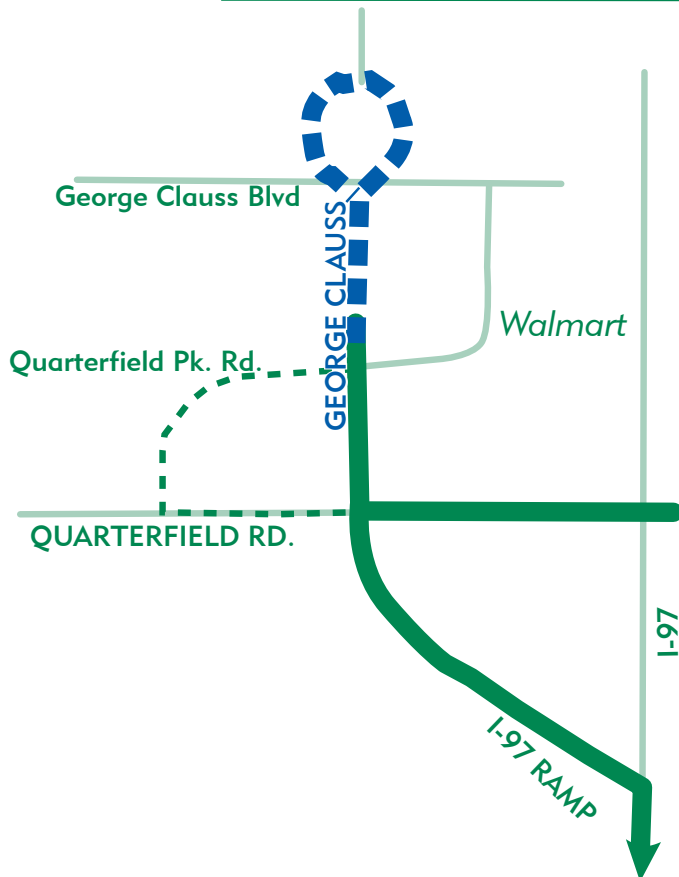 George Clauss Blvd
GEORGE CLAUSS
Walmart
Quarterfield Pk. Rd.
QUARTERFIELD RD.
I-97
I-97 RAMP